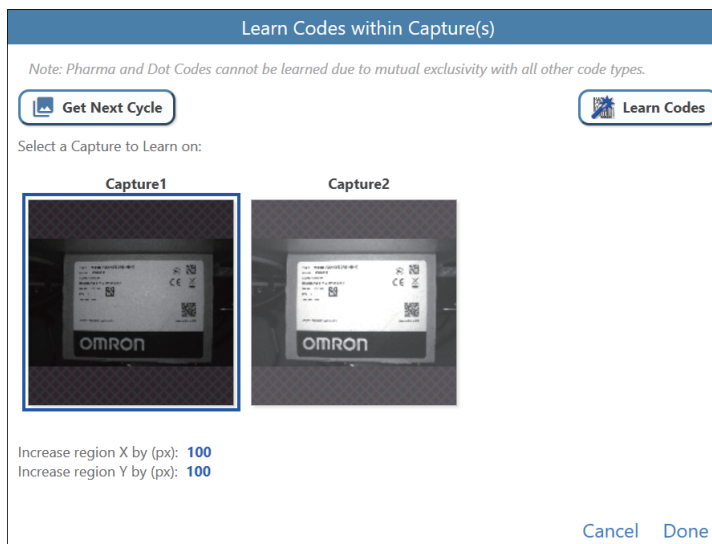 Learn Codes within Capture(s)
Note: Pharma and Dot Codes cannot be learned due to mutual exclusivity with all other code types.
Get Next Cycle
Learn Codes
Select a Capture to Learn on:
Capture1
Capture2
OMRON
OMRON
Increase region X by (px): 100
Increase region Y by (px): 100
Cancel
Done